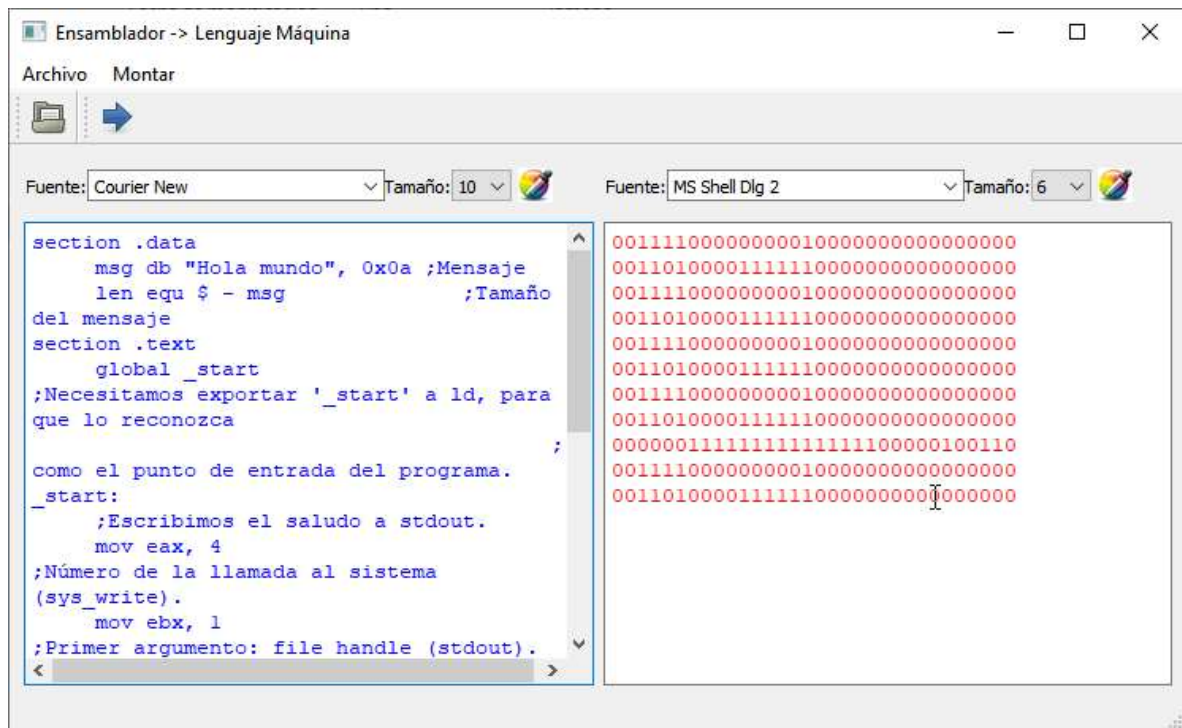 Ensamblador -> Lenguaje Máquina
Archivo Montar
Fuente: Courier New Tamaño: 10
Fuente: MS Shell Dlg 2 Tamaño: 6
section .data
msg db "Hola mundo", 0x0a ;Mensaje
len equ $ - msg ;Tamaño
del mensaje
section .text
global _start
;Necesitamos exportar '_start' a ld, para
que lo reconozca
;
como el punto de entrada del programa.
_start:
;Escribimos el saludo a stdout.
mov eax, 4
;Número de la llamada al sistema
(sys_write).
mov ebx, 1
;Primer argumento: file handle (stdout).
00111100000000010000000000000000
00110100001111110000000000000000
00111100000000010000000000000000
00110100001111110000000000000000
00111100000000010000000000000000
00110100001111110000000000000000
00111100000000010000000000000000
00110100001111110000000000000000
00000011111111111111100000100110
00111100000000010000000000000000
00110100001111110000000000000000